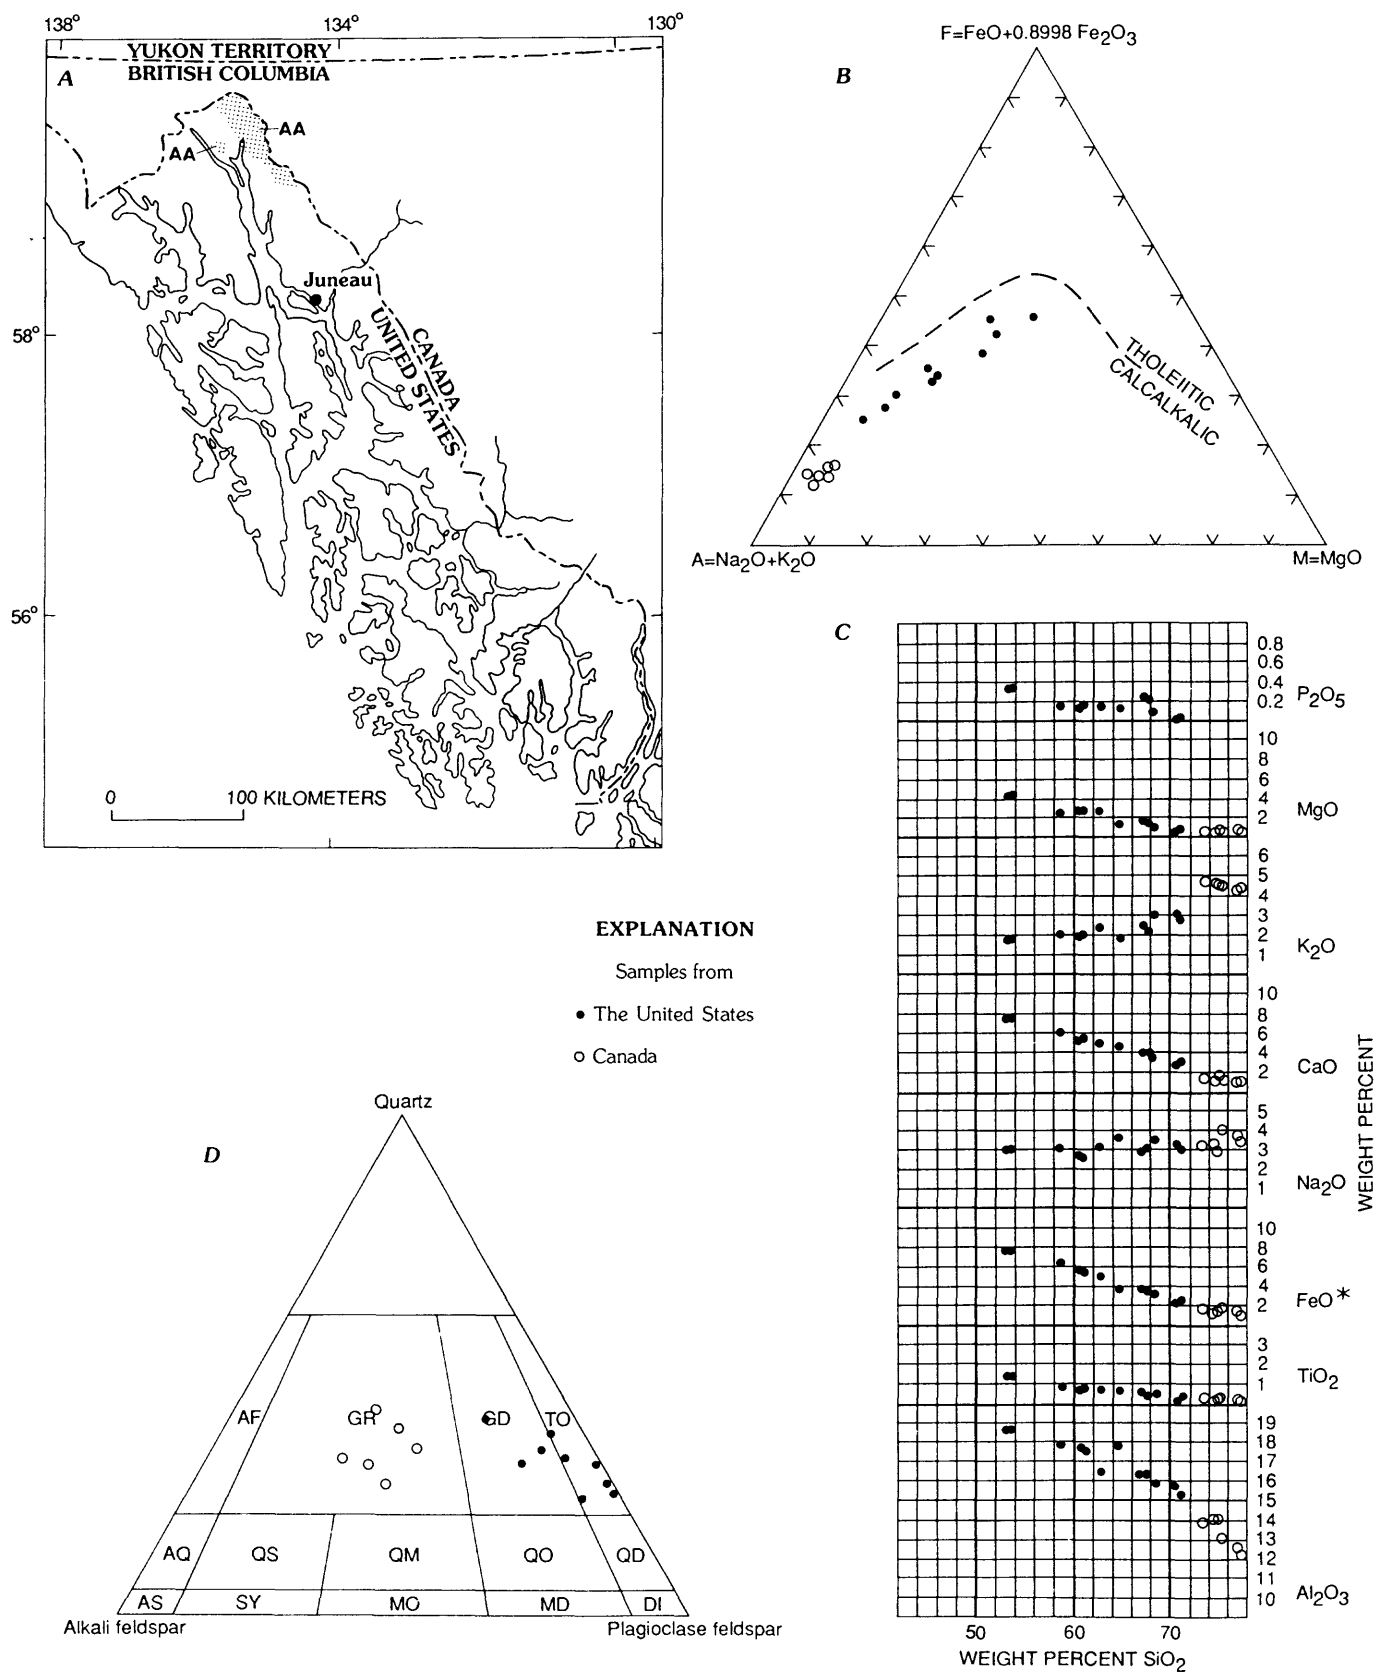 138° 134° 130°
YUKON TERRITORY
BRITISH COLUMBIA
A
AA
AA
Juneau
CANADA
UNITED STATES
58°
56°
0 100 KILOMETERS
B
F=FeO+0.8998 Fe₂O₃
THOLEIITIC
CALCALKALIC
A=Na₂O+K₂O
M=MgO
EXPLANATION
Samples from
The United States
Canada
C
0.8
0.6
0.4
0.2
P₂O₅
10
8
6
4
2
MgO
6
5
4
3
2
1
K₂O
10
8
6
4
2
CaO
5
4
3
2
1
Na₂O
10
8
6
4
2
FeO*
3
2
1
TiO₂
19
18
17
16
15
14
13
12
11
10
Al₂O₃
WEIGHT PERCENT
50 60 70
WEIGHT PERCENT SiO₂
D
Quartz
AF GR GD TO
AQ QS QM QO QD
AS SY MO MD DI
Alkali feldspar
Plagioclase feldspar